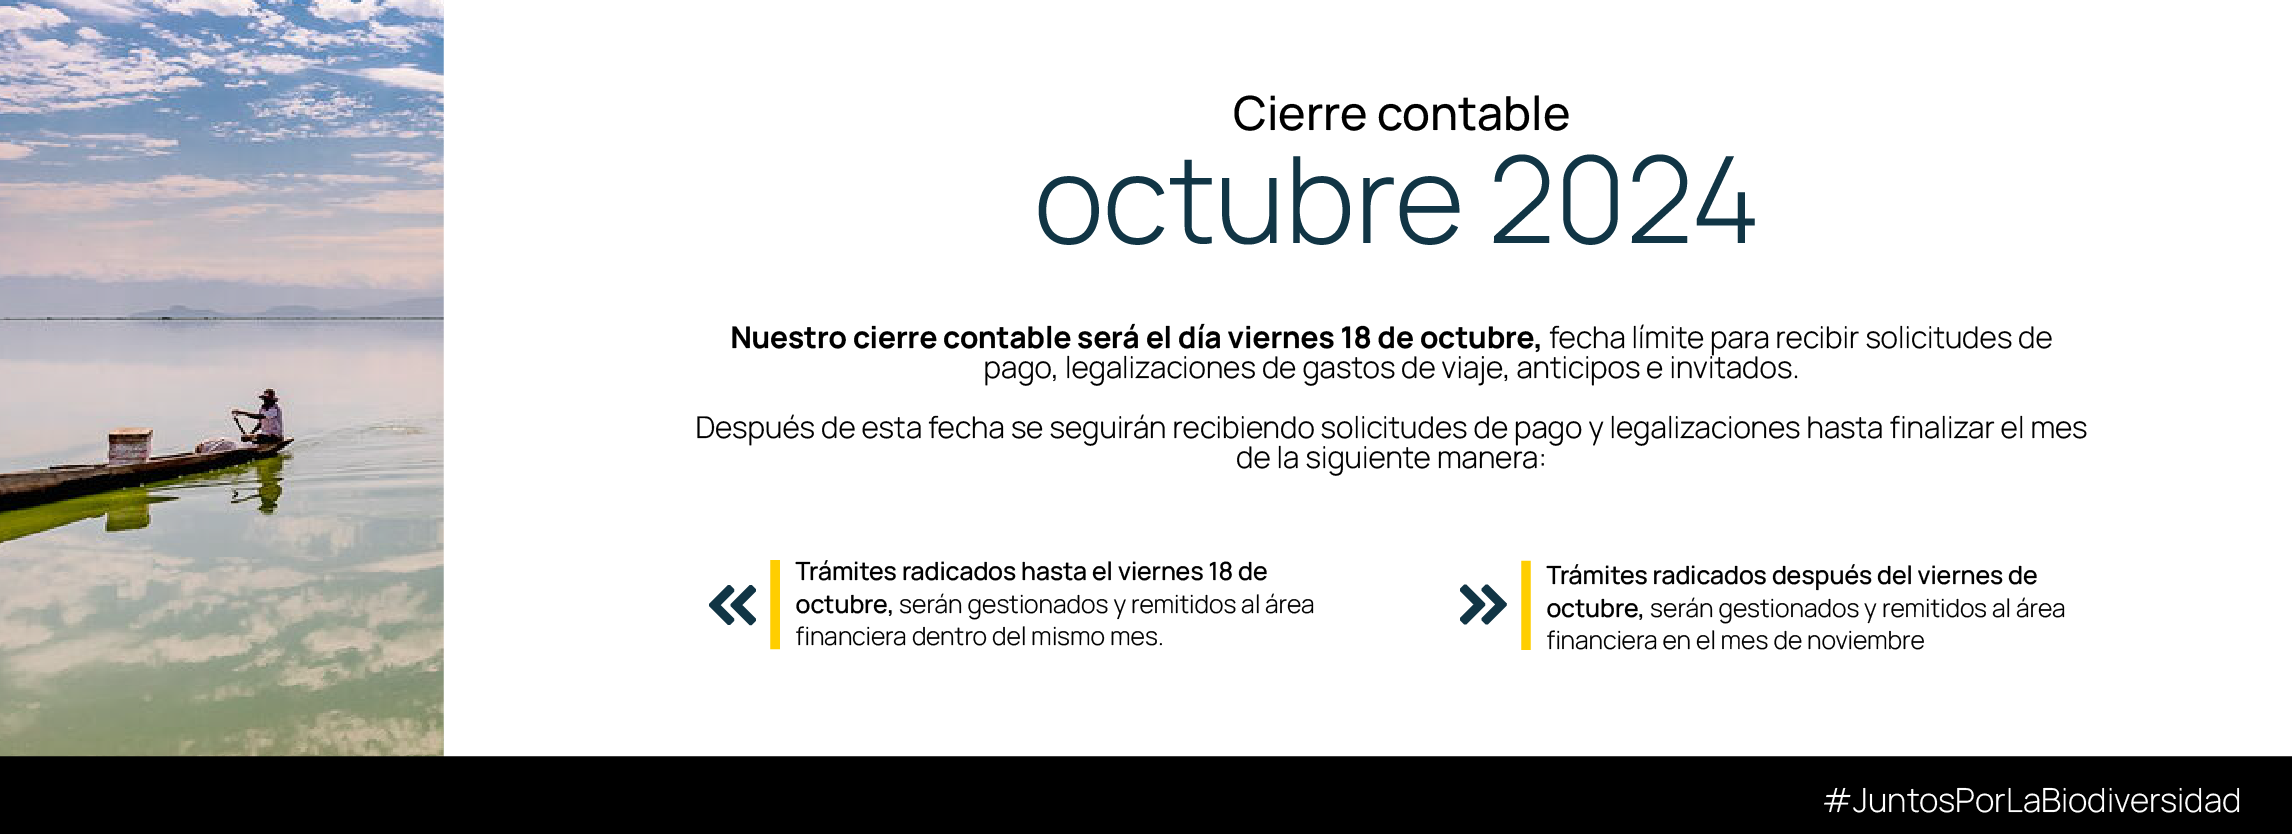 Cierre contable
octubre 2024
Nuestro cierre contable será el día viernes 18 de octubre, fecha límite para recibir solicitudes de
pago, legalizaciones de gastos de viaje, anticipos e invitados.
Después de esta fecha se seguirán recibiendo solicitudes de pago y legalizaciones hasta finalizar el mes
de la siguiente manera:
Trámites radicados hasta el viernes 18 de
octubre, serán gestionados y remitidos al área
financiera dentro del mismo mes.
Trámites radicados después del viernes de
octubre, serán gestionados y remitidos al área
financiera en el mes de noviembre
#JuntosPorLaBiodiversidad